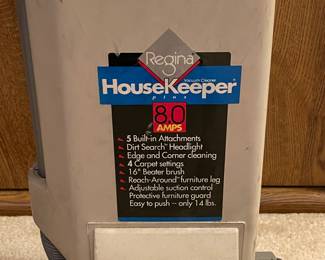 Regina
Vacuum Cleaner
HouseKeeper®
plus
8.0
AMPS
5 Built-in Attachments
Dirt Search™ Headlight
Edge and Corner cleaning
4 Carpet settings
16" Beater brush
Reach-Around™ furniture leg
Adjustable suction control
Protective furniture guard
Easy to push -- only 14 lbs.